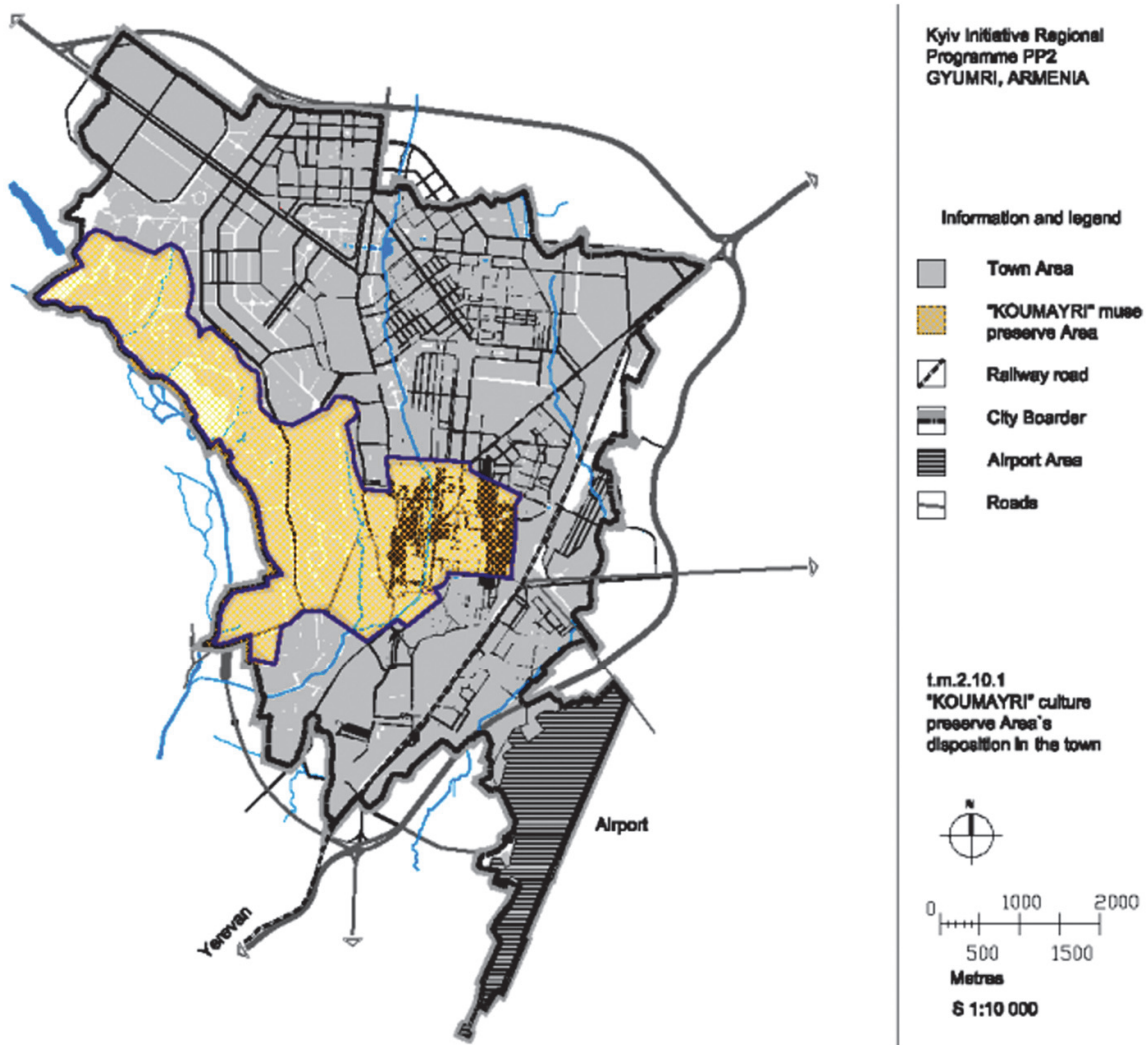 Kyiv Initiative Regional
Programme PP2
GYUMRI, ARMENIA
Information and legend
Town Area
"KOUMAYRI" muse
preserve Area
Railway road
City Boarder
Airport Area
Roads
t.m.2.10.1
"KOUMAYRI" culture
preserve Area`s
disposition in the town
N
0 1000 2000
500 1500
Metres
S 1:10 000
Airport
Yerevan